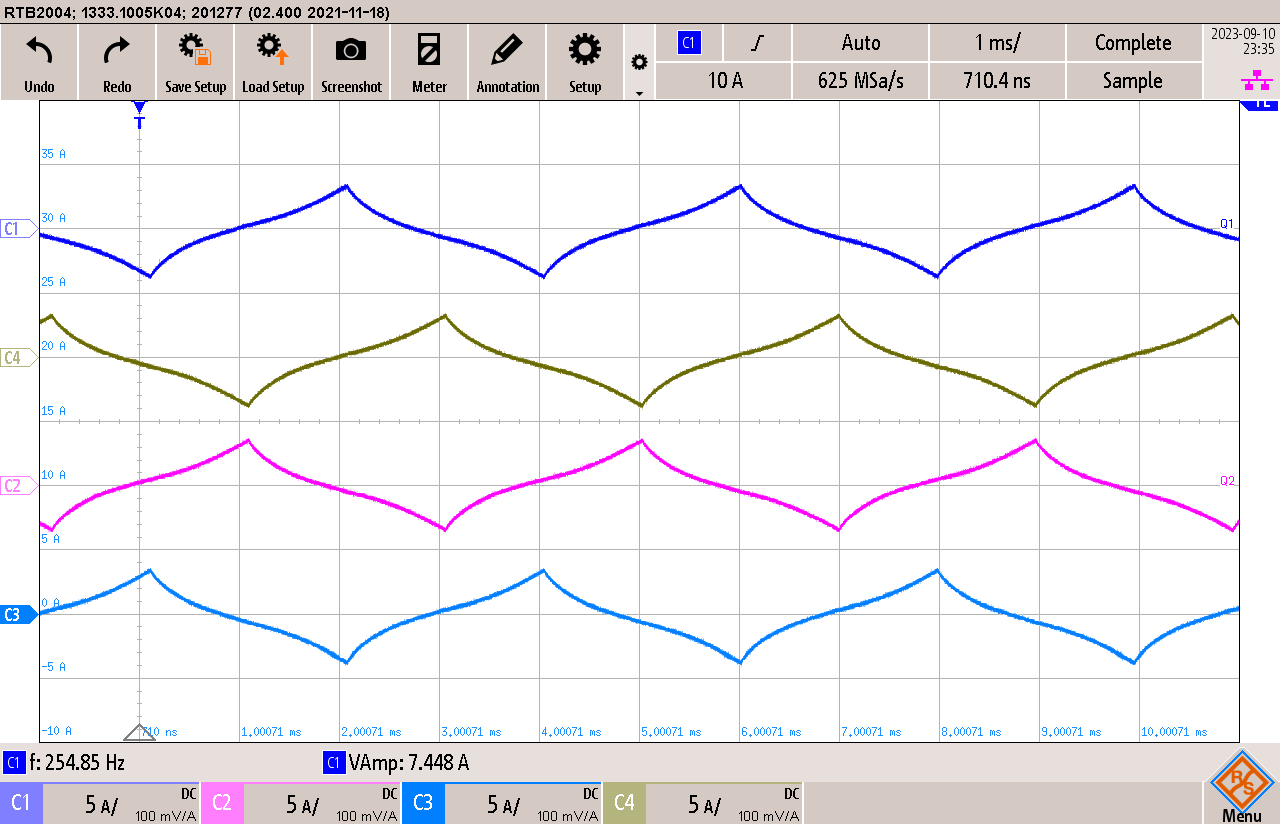 RTB2004; 1333.1005K04; 201277 (02.400 2021-11-18)
Undo Redo Save Setup Load Setup Screenshot Meter Annotation Setup
C1 Auto 1 ms/ Complete
10 A 625 MSa/s 710.4 ns Sample
2023-09-10
23:35
T
TL
35 A
30 A
C1
Q1
25 A
20 A
C4
15 A
10 A
C2
Q2
5 A
0 A
C3
-5 A
-10 A
710 ns 1,00071 ms 2,00071 ms 3,00071 ms 4,00071 ms 5,00071 ms 6,00071 ms 7,00071 ms 8,00071 ms 9,00071 ms 10,00071 ms
C1 f: 254.85 Hz C1 VAmp: 7.448 A
C1 5 A/ DC 100 mV/A
C2 5 A/ DC 100 mV/A
C3 5 A/ DC 100 mV/A
C4 5 A/ DC 100 mV/A
R S
Menu